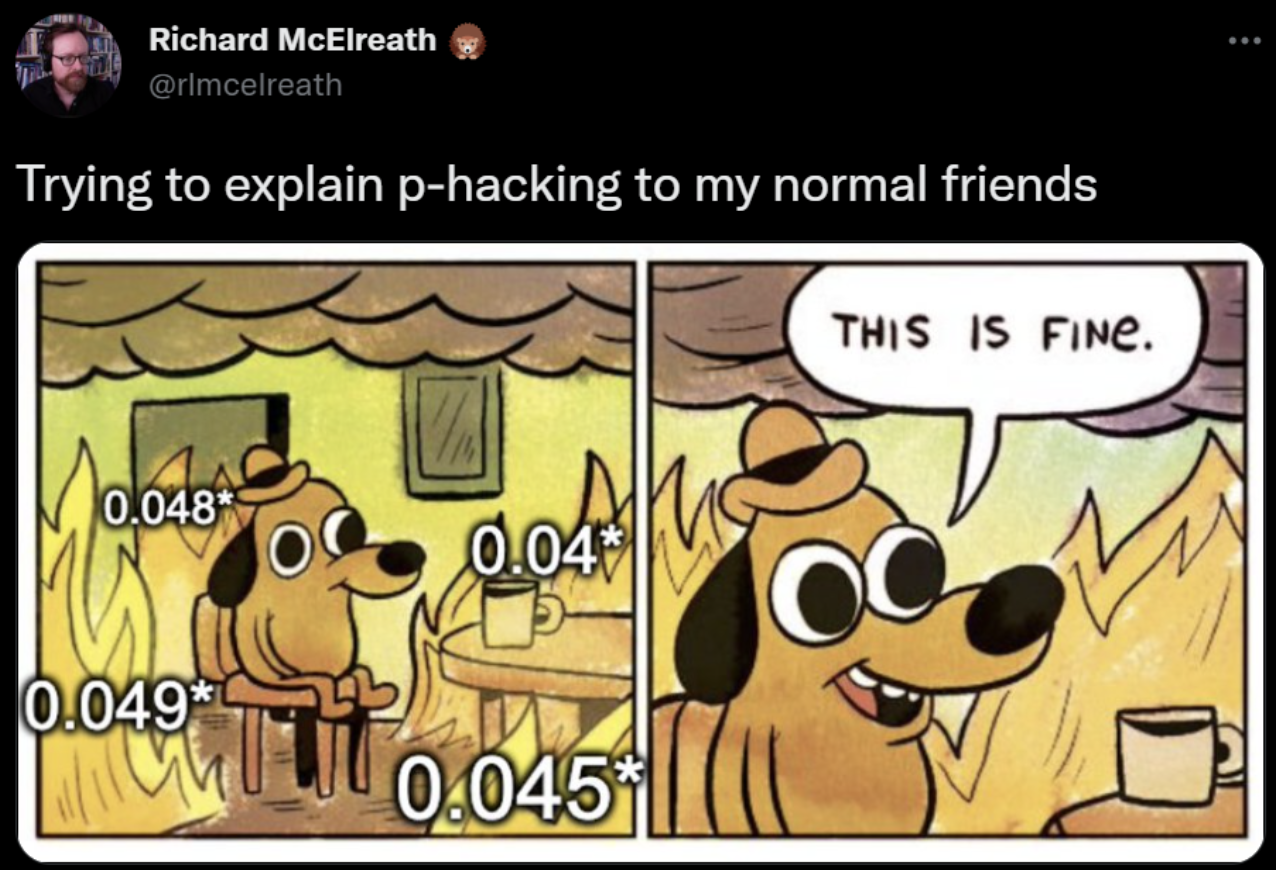 Richard McElreath 🦔
@rlmcelreath
Trying to explain p-hacking to my normal friends
0.048*
0.04*
0.049*
0.045*
THIS IS FINE.